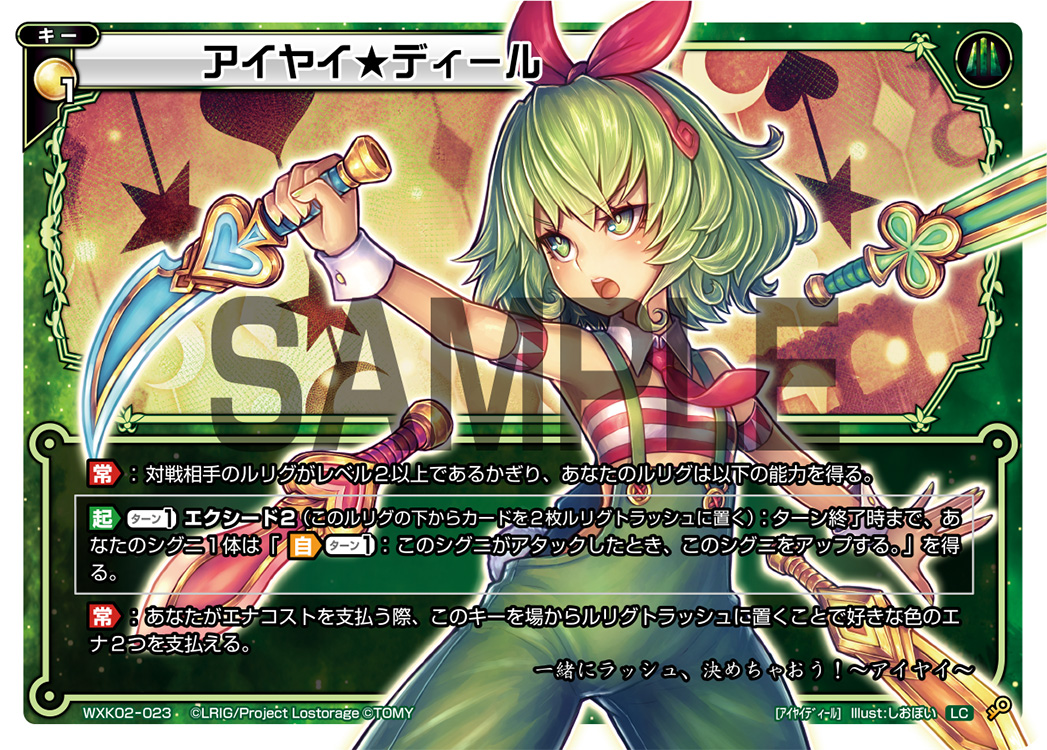 キー
アイヤイ★ディール
1
SAMPLE
常：対戦相手のルリグがレベル２以上であるかぎり、あなたのルリグは以下の能力を得る。
起 ターン1 エクシード２（このルリグの下からカードを２枚ルリグトラッシュに置く）：ターン終了時まで、あ
なたのシグニ１体は「自 ターン1：このシグニがアタックしたとき、このシグニをアップする。」を得
る。
常：あなたがエナコストを支払う際、このキーを場からルリグトラッシュに置くことで好きな色のエ
ナ２つを支払える。
一緒にラッシュ、決めちゃおう！～アイヤイ～
WXK02-023 ©LRIG/Project Lostorage ©TOMY [ｱｲﾔｲﾃﾞｨｰﾙ] Illust:しおぼい LC